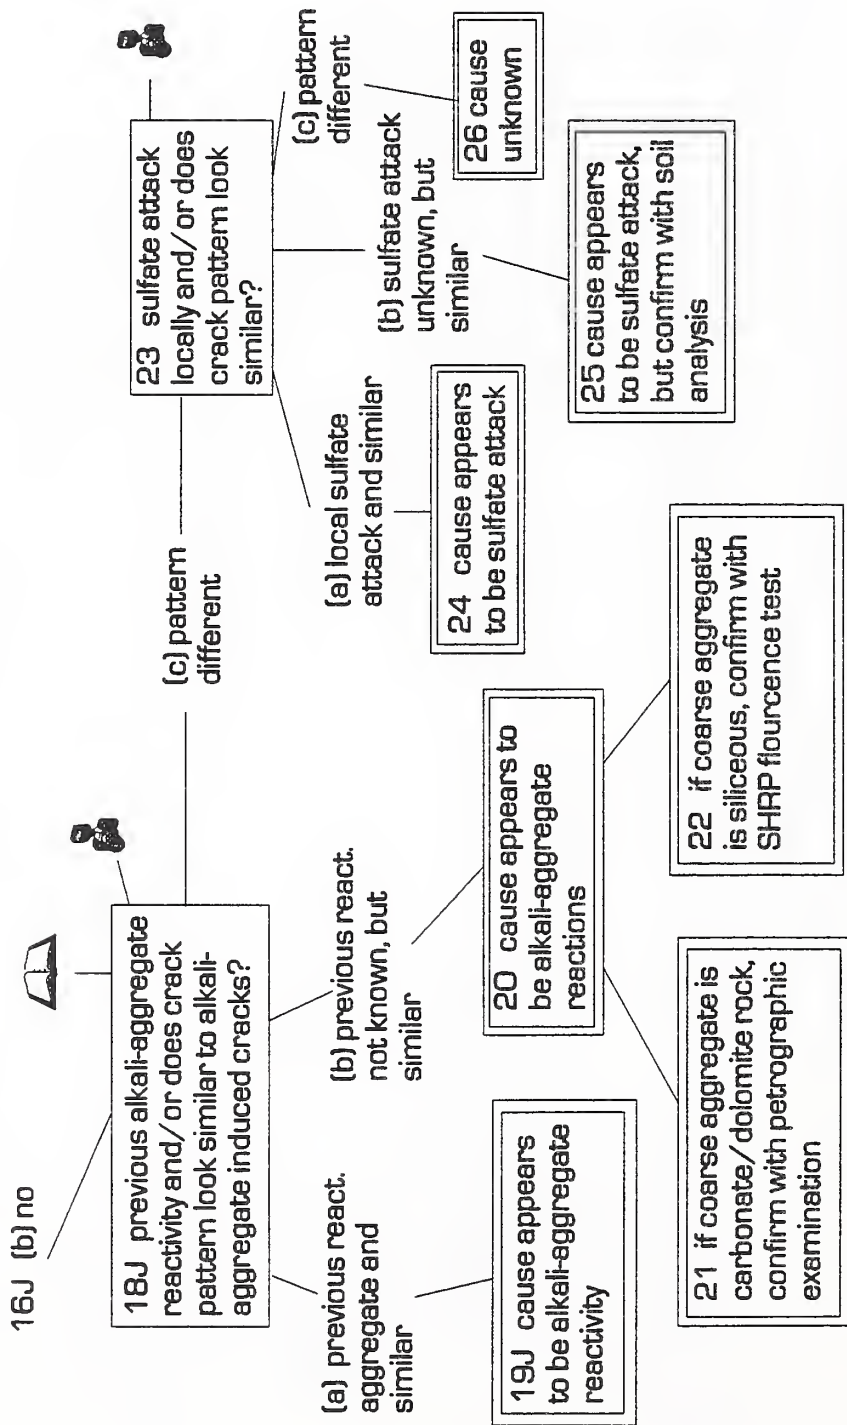 16J (b) no
18J previous alkali-aggregate
reactivity and/or does crack
pattern look similar to alkali-
aggregate induced cracks?
(a) previous react.
aggregate and
similar
19J cause appears
to be alkali-aggregate
reactivity
(b) previous react.
not known, but
similar
20 cause appears to
be alkali-aggregate
reactions
21 if coarse aggregate is
carbonate/dolomite rock,
confirm with petrographic
examination
22 if coarse aggregate
is siliceous, confirm with
SHRP flourcence test
(c) pattern
different
23 sulfate attack
locally and/or does
crack pattern look
similar?
(a) local sulfate
attack and similar
24 cause appears
to be sulfate attack
(b) sulfate attack
unknown, but
similar
25 cause appears
to be sulfate attack,
but confirm with soil
analysis
(c) pattern
different
26 cause
unknown